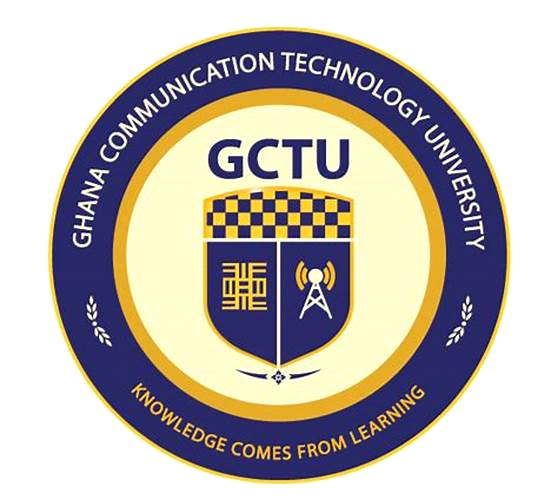 GHANA COMMUNICATION TECHNOLOGY UNIVERSITY
GCTU
KNOWLEDGE COMES FROM LEARNING